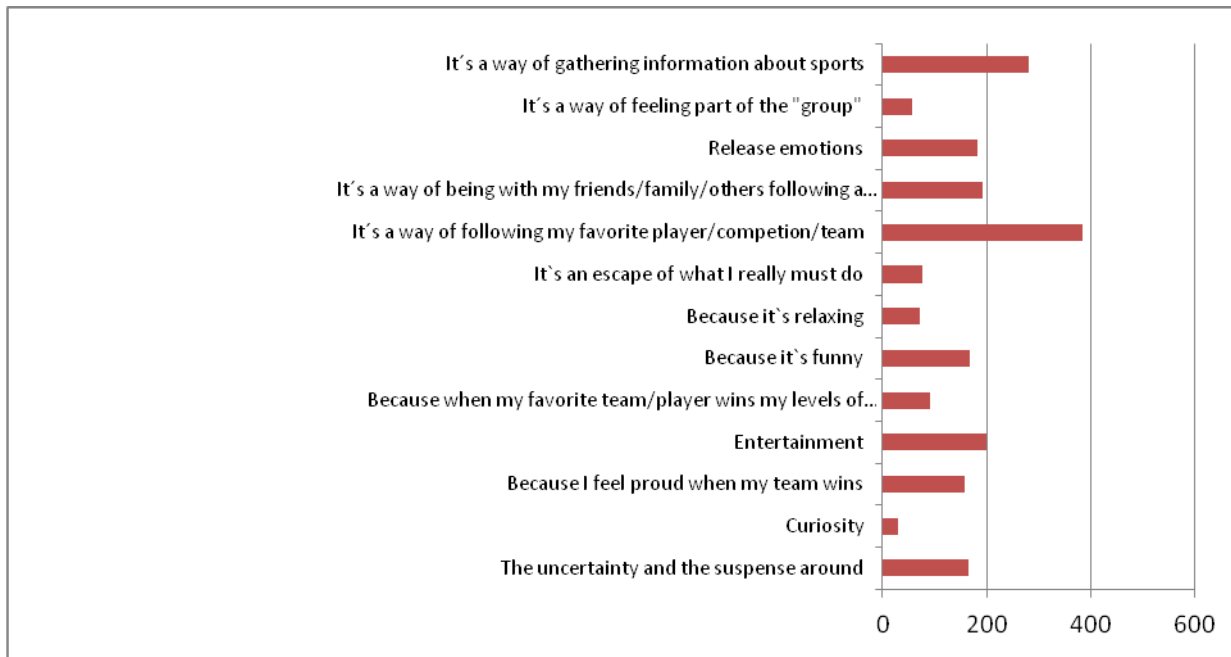 It´s a way of gathering information about sports
It´s a way of feeling part of the "group"
Release emotions
It´s a way of being with my friends/family/others following a...
It´s a way of following my favorite player/competion/team
It`s an escape of what I really must do
Because it`s relaxing
Because it`s funny
Because when my favorite team/player wins my levels of...
Entertainment
Because I feel proud when my team wins
Curiosity
The uncertainty and the suspense around
0 200 400 600